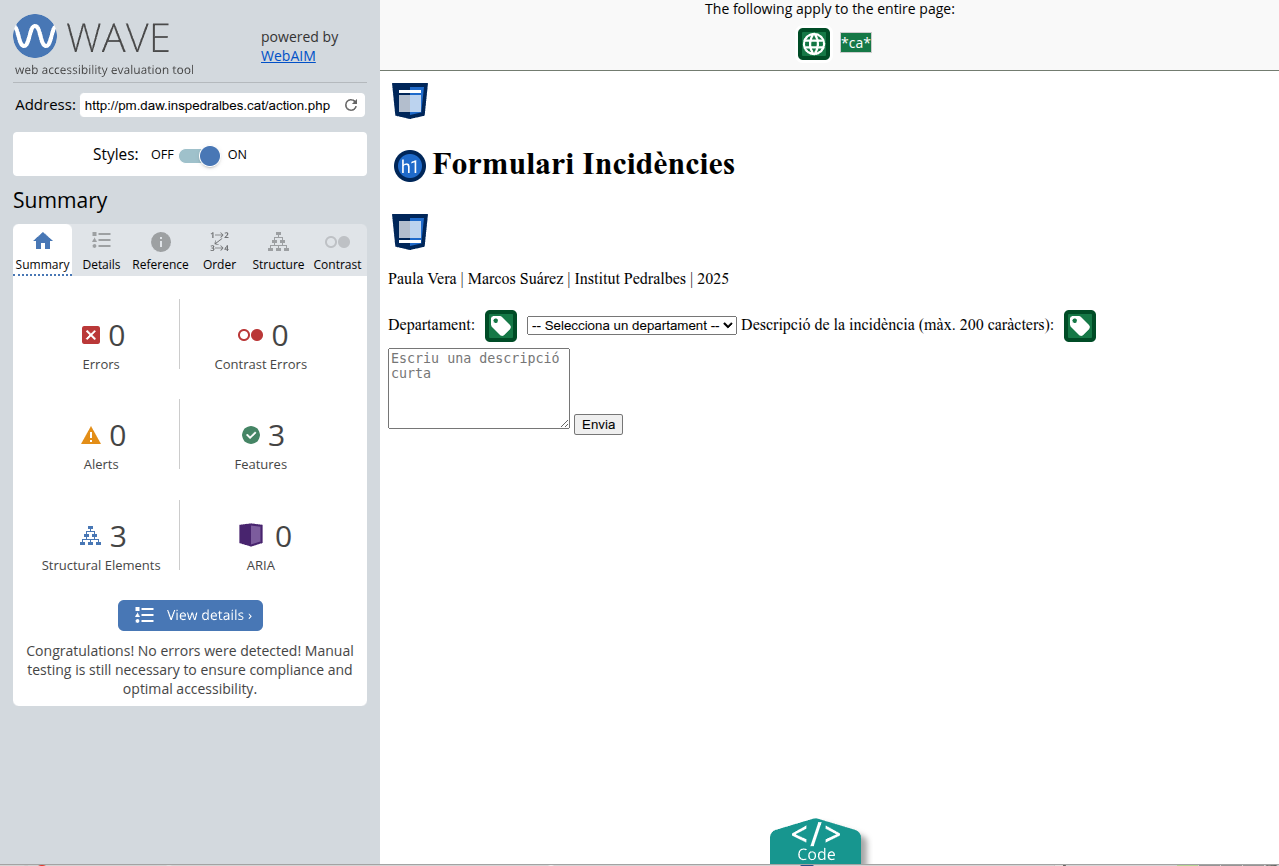 WAVE
powered by
WebAIM
web accessibility evaluation tool
Address: http://pm.daw.inspedralbes.cat/action.php
Styles: OFF ON
Summary
1→2
3→4
Summary Details Reference Order Structure Contrast
0 0
Errors Contrast Errors
0 3
Alerts Features
3 0
Structural Elements ARIA
View details ›
Congratulations! No errors were detected! Manual
testing is still necessary to ensure compliance and
optimal accessibility.
The following apply to the entire page:
*ca*
h1 Formulari Incidències
Paula Vera | Marcos Suárez | Institut Pedralbes | 2025
Departament: -- Selecciona un departament -- Descripció de la incidència (màx. 200 caràcters):
Escriu una descripció
curta
Envia
</>
Code